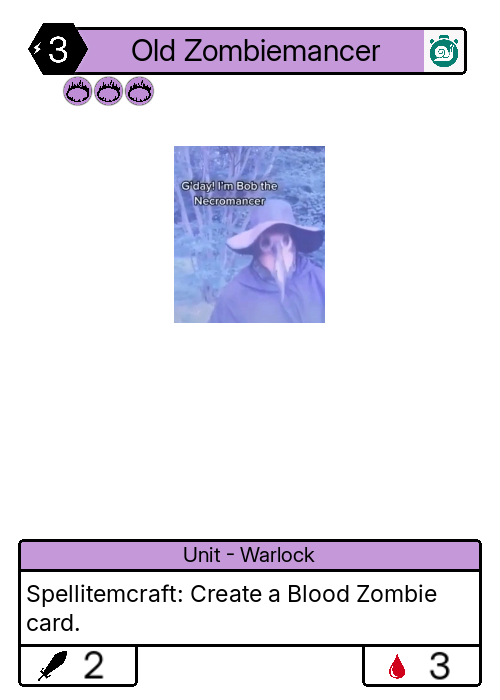 3
Old Zombiemancer
G'day! I'm Bob the
Necromancer
Unit - Warlock
Spellitemcraft: Create a Blood Zombie
card.
2
3